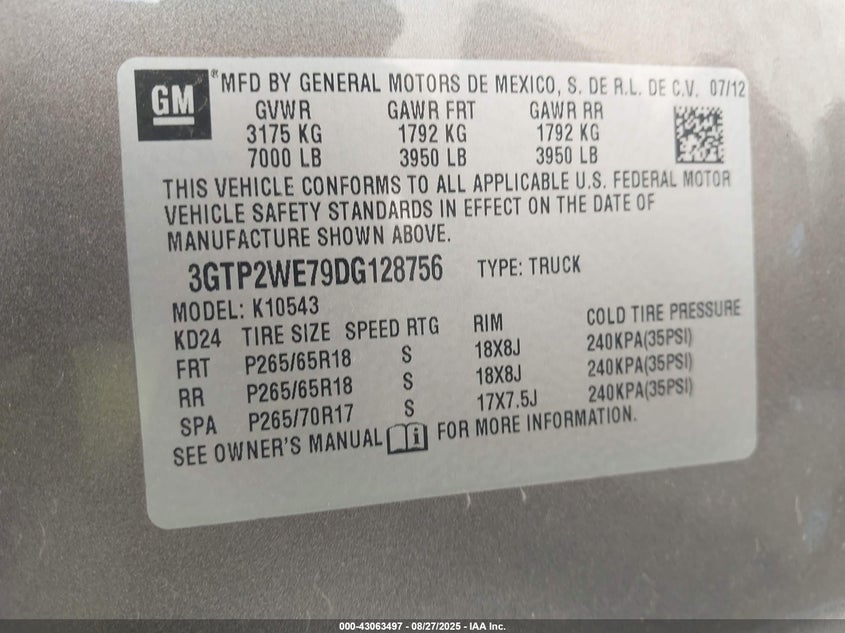 GM
® MFD BY GENERAL MOTORS DE MEXICO, S. DE R.L. DE C.V. 07/12
GVWR GAWR FRT GAWR RR
3175 KG 1792 KG 1792 KG
7000 LB 3950 LB 3950 LB
THIS VEHICLE CONFORMS TO ALL APPLICABLE U.S. FEDERAL MOTOR
VEHICLE SAFETY STANDARDS IN EFFECT ON THE DATE OF
MANUFACTURE SHOWN ABOVE.
3GTP2WE79DG128756 TYPE: TRUCK
MODEL: K10543
KD24 TIRE SIZE SPEED RTG RIM COLD TIRE PRESSURE
FRT P265/65R18 S 18X8J 240KPA(35PSI)
RR P265/65R18 S 18X8J 240KPA(35PSI)
SPA P265/70R17 S 17X7.5J 240KPA(35PSI)
SEE OWNER'S MANUAL i FOR MORE INFORMATION.
000-43063497 - 08/27/2025 - IAA Inc.